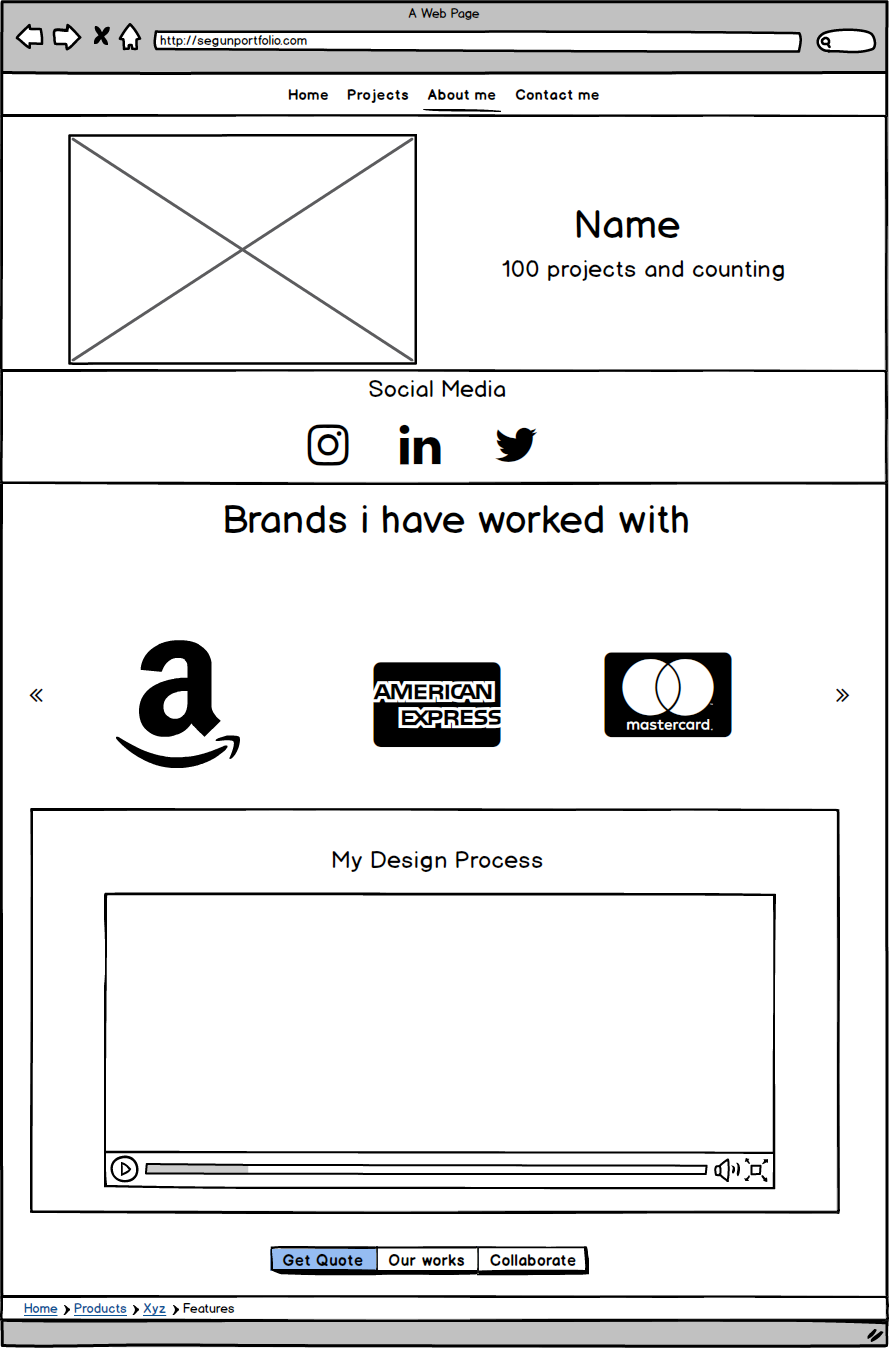 A Web Page
http://segunportfolio.com
Home Projects About me Contact me
Name
100 projects and counting
Social Media
in
Brands i have worked with
a
AMERICAN
EXPRESS
mastercard.
My Design Process
Get Quote Our works Collaborate
Home Products Xyz Features